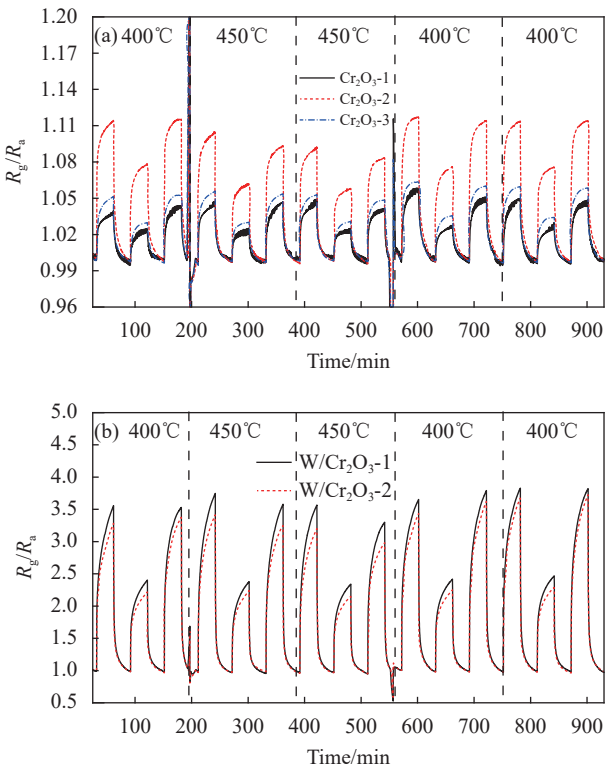 (a) 400℃ 450℃ 450℃ 400℃ 400℃
Cr₂O₃-1
Cr₂O₃-2
Cr₂O₃-3
1.20
1.17
1.14
1.11
1.08
1.05
1.02
0.99
0.96
Rg/Ra
100 200 300 400 500 600 700 800 900
Time/min
(b) 400℃ 450℃ 450℃ 400℃ 400℃
W/Cr₂O₃-1
W/Cr₂O₃-2
5.0
4.5
4.0
3.5
3.0
2.5
2.0
1.5
1.0
0.5
Rg/Ra
100 200 300 400 500 600 700 800 900
Time/min